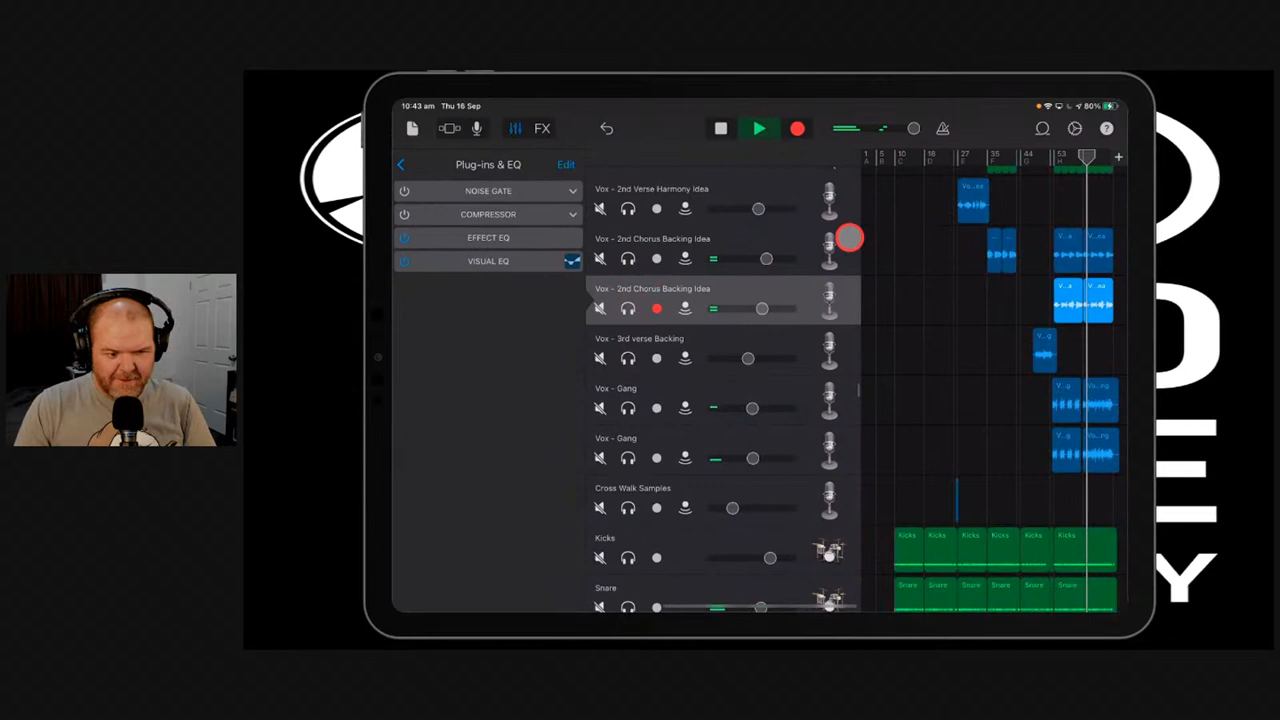 10:43 am Thu 16 Sep
80%
FX
Plug-ins & EQ
Edit
NOISE GATE
COMPRESSOR
EFFECT EQ
VISUAL EQ
1 5 10 18 27 35 44 53
A B C D E F G H
Vox - 2nd Verse Harmony Idea
Vox - 2nd Chorus Backing Idea
Vox - 2nd Chorus Backing Idea
Vox - 3rd verse Backing
Vox - Gang
Vox - Gang
Cross Walk Samples
Kicks
Kicks Kicks Kicks Kicks Kicks Kicks
Snare
Snare Snare Snare Snare Snare Snare